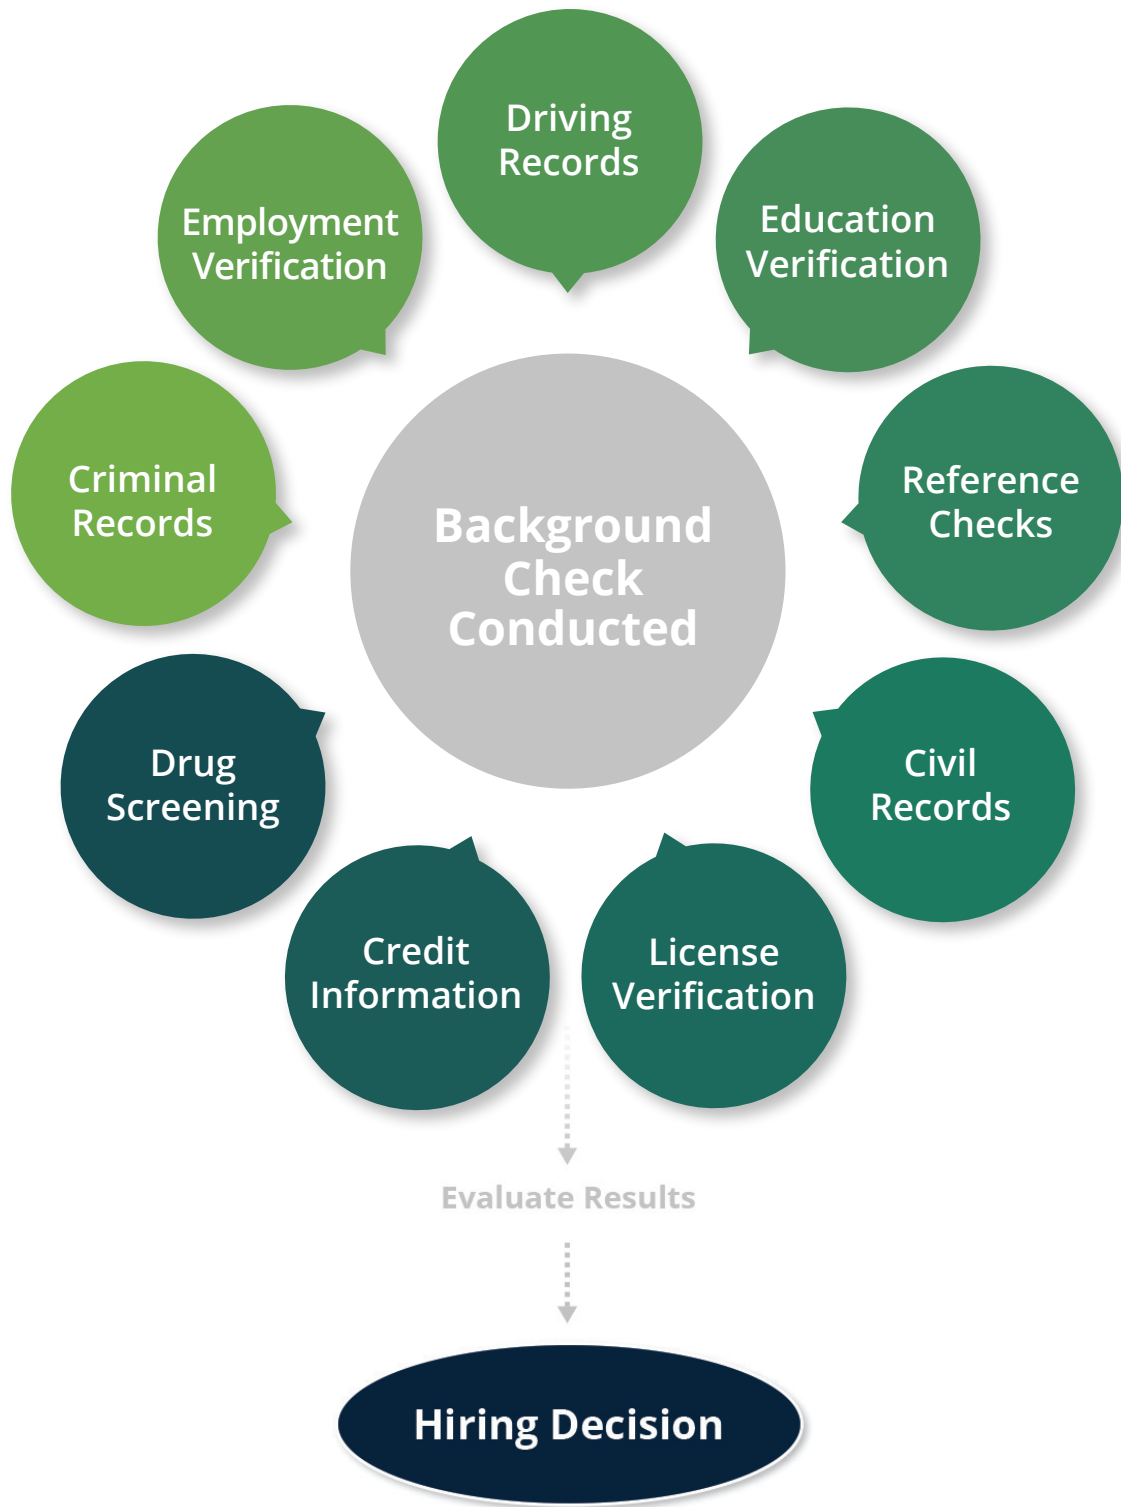 Driving
Records
Employment
Verification
Education
Verification
Criminal
Records
Reference
Checks
Background
Check
Conducted
Drug
Screening
Civil
Records
Credit
Information
License
Verification
Evaluate Results
Hiring Decision